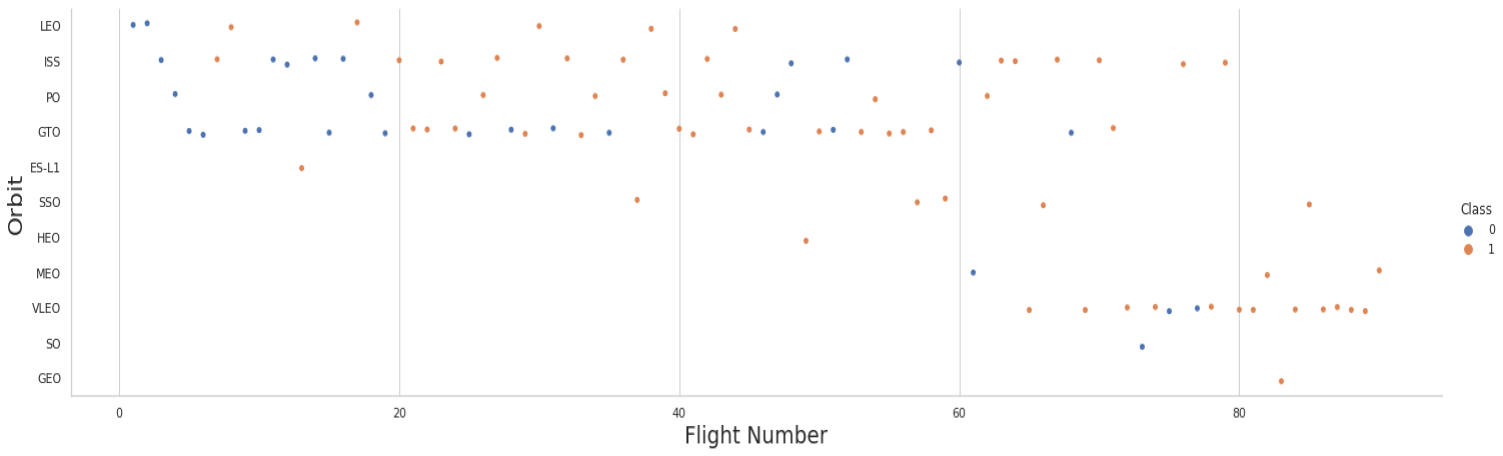 LEO
ISS
PO
GTO
ES-L1
SSO
HEO
MEO
VLEO
SO
GEO
Orbit
0 20 40 60 80
Flight Number
Class
0
1